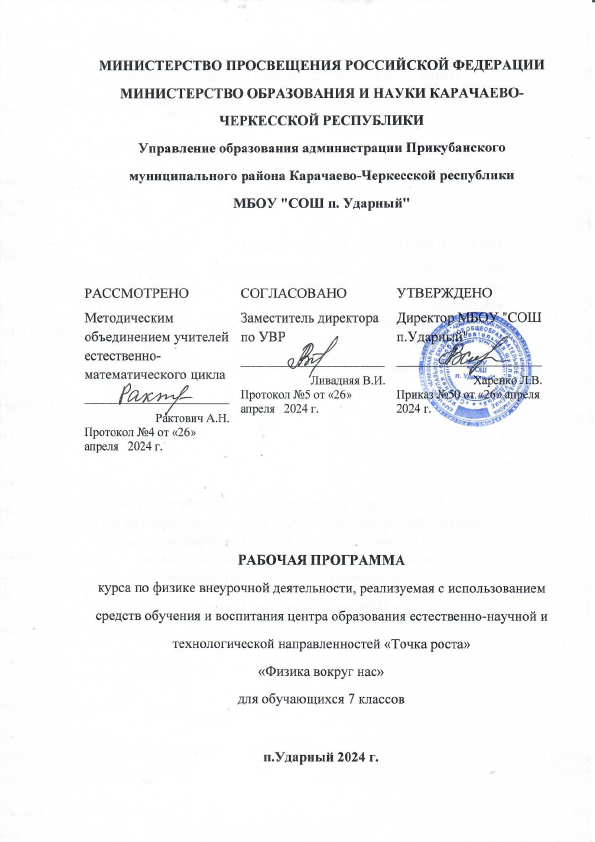 МИНИСТЕРСТВО ПРОСВЕЩЕНИЯ РОССИЙСКОЙ ФЕДЕРАЦИИ
МИНИСТЕРСТВО ОБРАЗОВАНИЯ И НАУКИ КАРАЧАЕВО-
ЧЕРКЕССКОЙ РЕСПУБЛИКИ
Управление образования администрации Прикубанского
муниципального района Карачаево-Черкесской республики
МБОУ "СОШ п. Ударный"
РАССМОТРЕНО
Методическим
объединением учителей
естественно-
математического цикла
Рактович А.Н.
Протокол №4 от «26»
апреля 2024 г.
СОГЛАСОВАНО
Заместитель директора
по УВР
Ливадняя В.И.
Протокол №5 от «26»
апреля 2024 г.
УТВЕРЖДЕНО
Директор МБОУ "СОШ
п.Ударный"
Харенко Л.В.
Приказ №50 от «26» апреля
2024 г.
РАБОЧАЯ ПРОГРАММА
курса по физике внеурочной деятельности, реализуемая с использованием
средств обучения и воспитания центра образования естественно-научной и
технологической направленностей «Точка роста»
«Физика вокруг нас»
для обучающихся 7 классов
п.Ударный 2024 г.